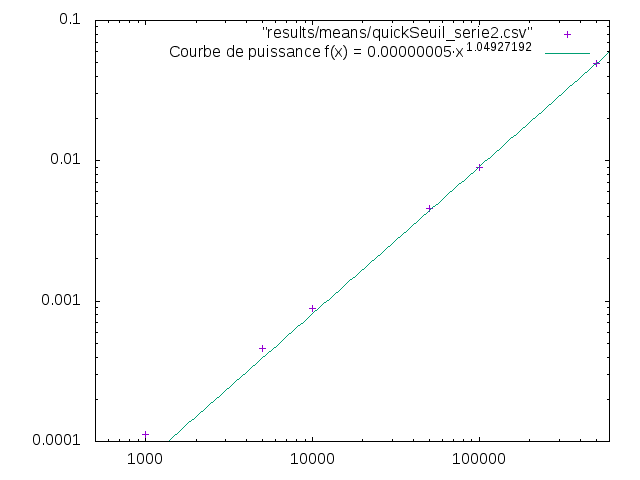 0.1
"results/means/quickSeuil_serie2.csv"
Courbe de puissance f(x) = 0.00000005·x^1.04927192
0.01
0.001
0.0001
1000 10000 100000